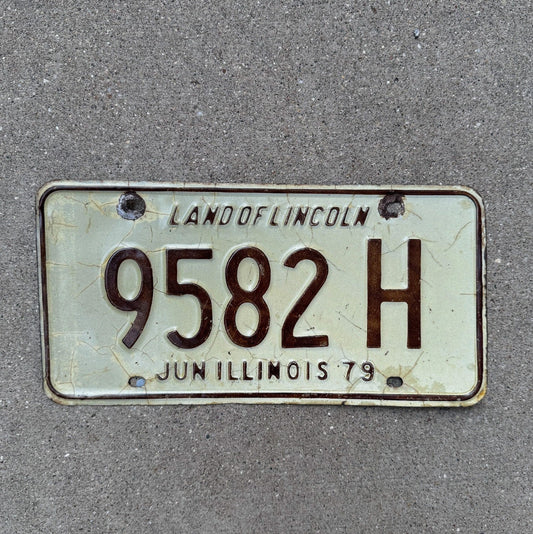 LAND OF LINCOLN
9582 H
JUN ILLINOIS 79